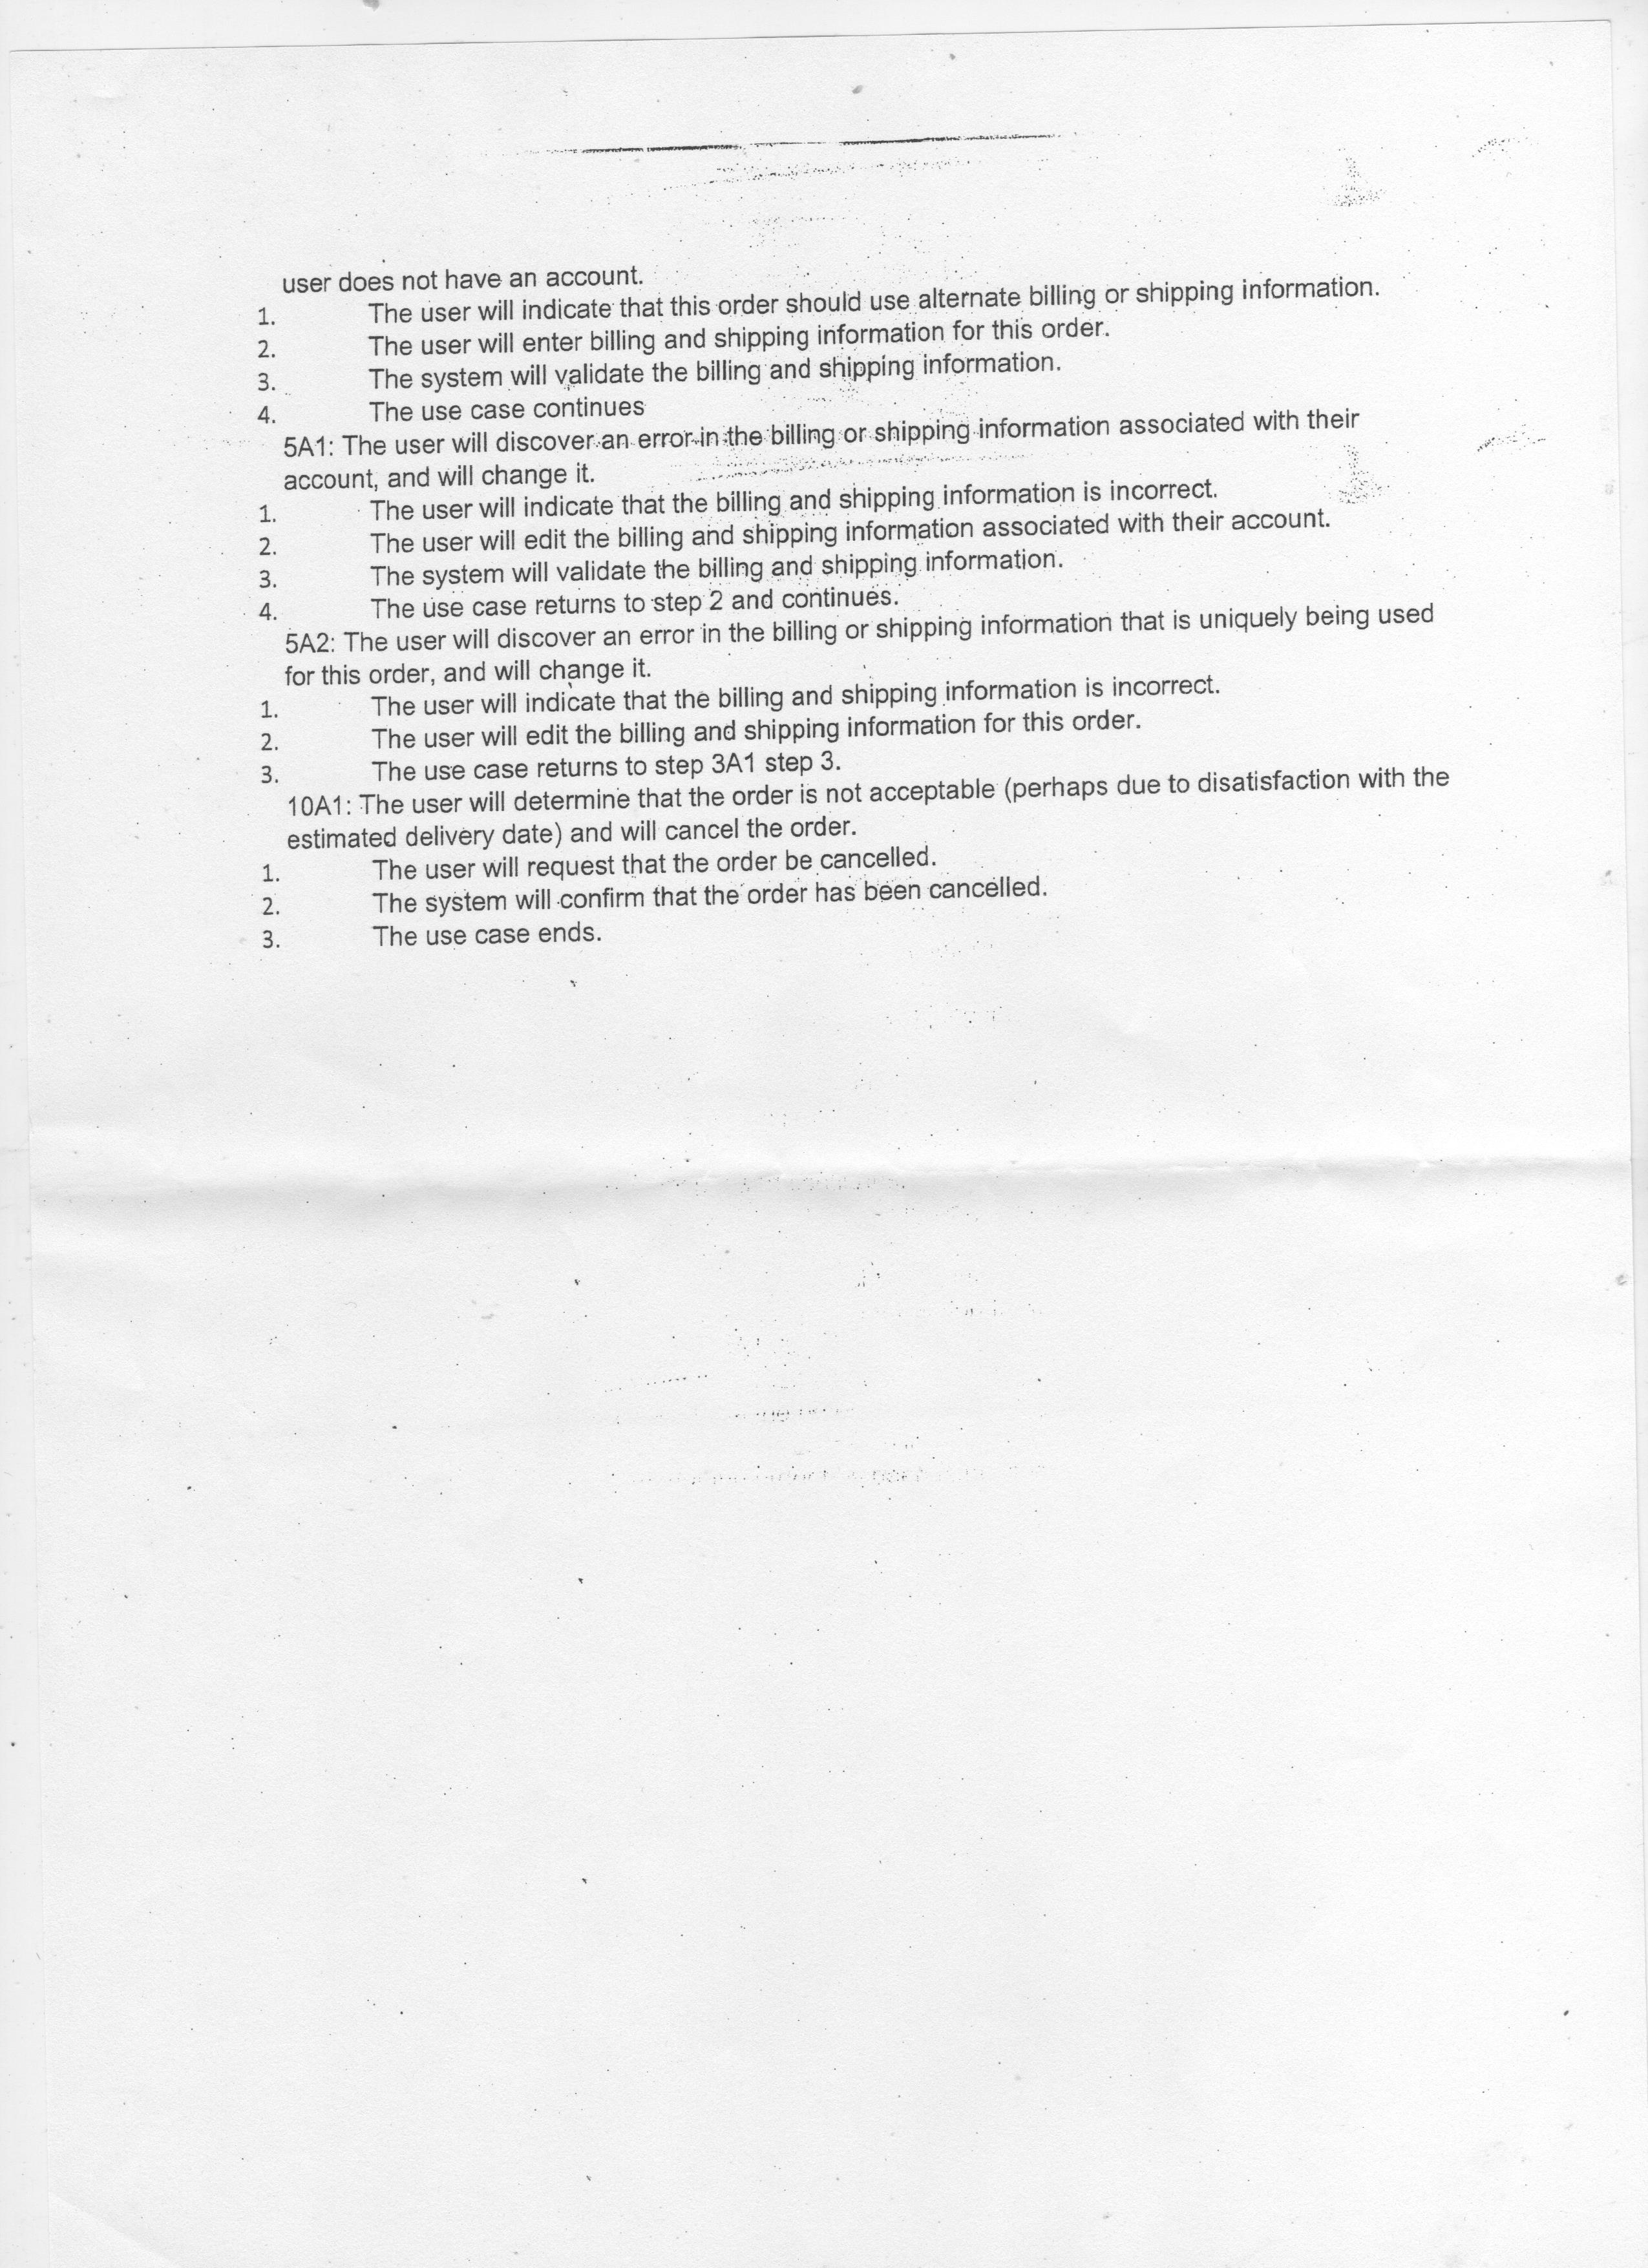 user does not have an account.
1. The user will indicate that this order should use alternate billing or shipping information.
2. The user will enter billing and shipping information for this order.
3. The system will validate the billing and shipping information.
4. The use case continues
5A1: The user will discover an error in the billing or shipping information associated with their
account, and will change it.
1. The user will indicate that the billing and shipping information is incorrect.
2. The user will edit the billing and shipping information associated with their account.
3. The system will validate the billing and shipping information.
4. The use case returns to step 2 and continues.
5A2: The user will discover an error in the billing or shipping information that is uniquely being used
for this order, and will change it.
1. The user will indicate that the billing and shipping information is incorrect.
2. The user will edit the billing and shipping information for this order.
3. The use case returns to step 3A1 step 3.
10A1: The user will determine that the order is not acceptable (perhaps due to disatisfaction with the
estimated delivery date) and will cancel the order.
1. The user will request that the order be cancelled.
2. The system will confirm that the order has been cancelled.
3. The use case ends.